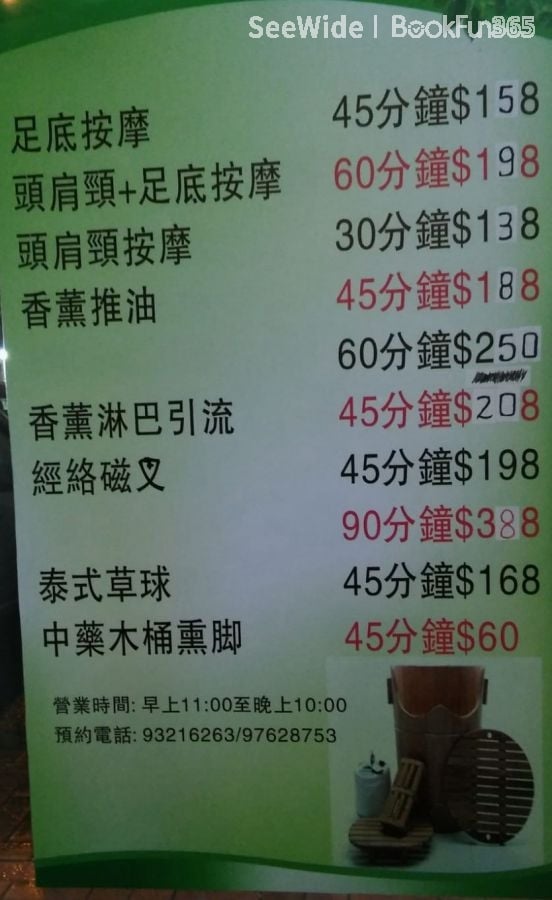 SeeWide | BookFun365
足底按摩 45分鐘$158
頭肩頸+足底按摩 60分鐘$198
頭肩頸按摩 30分鐘$138
香薰推油 45分鐘$188
60分鐘$250
香薰淋巴引流 45分鐘$208
經絡磁叉 45分鐘$198
90分鐘$388
泰式草球 45分鐘$168
中藥木桶熏脚 45分鐘$60
營業時間: 早上11:00至晚上10:00
預約電話: 93216263/97628753